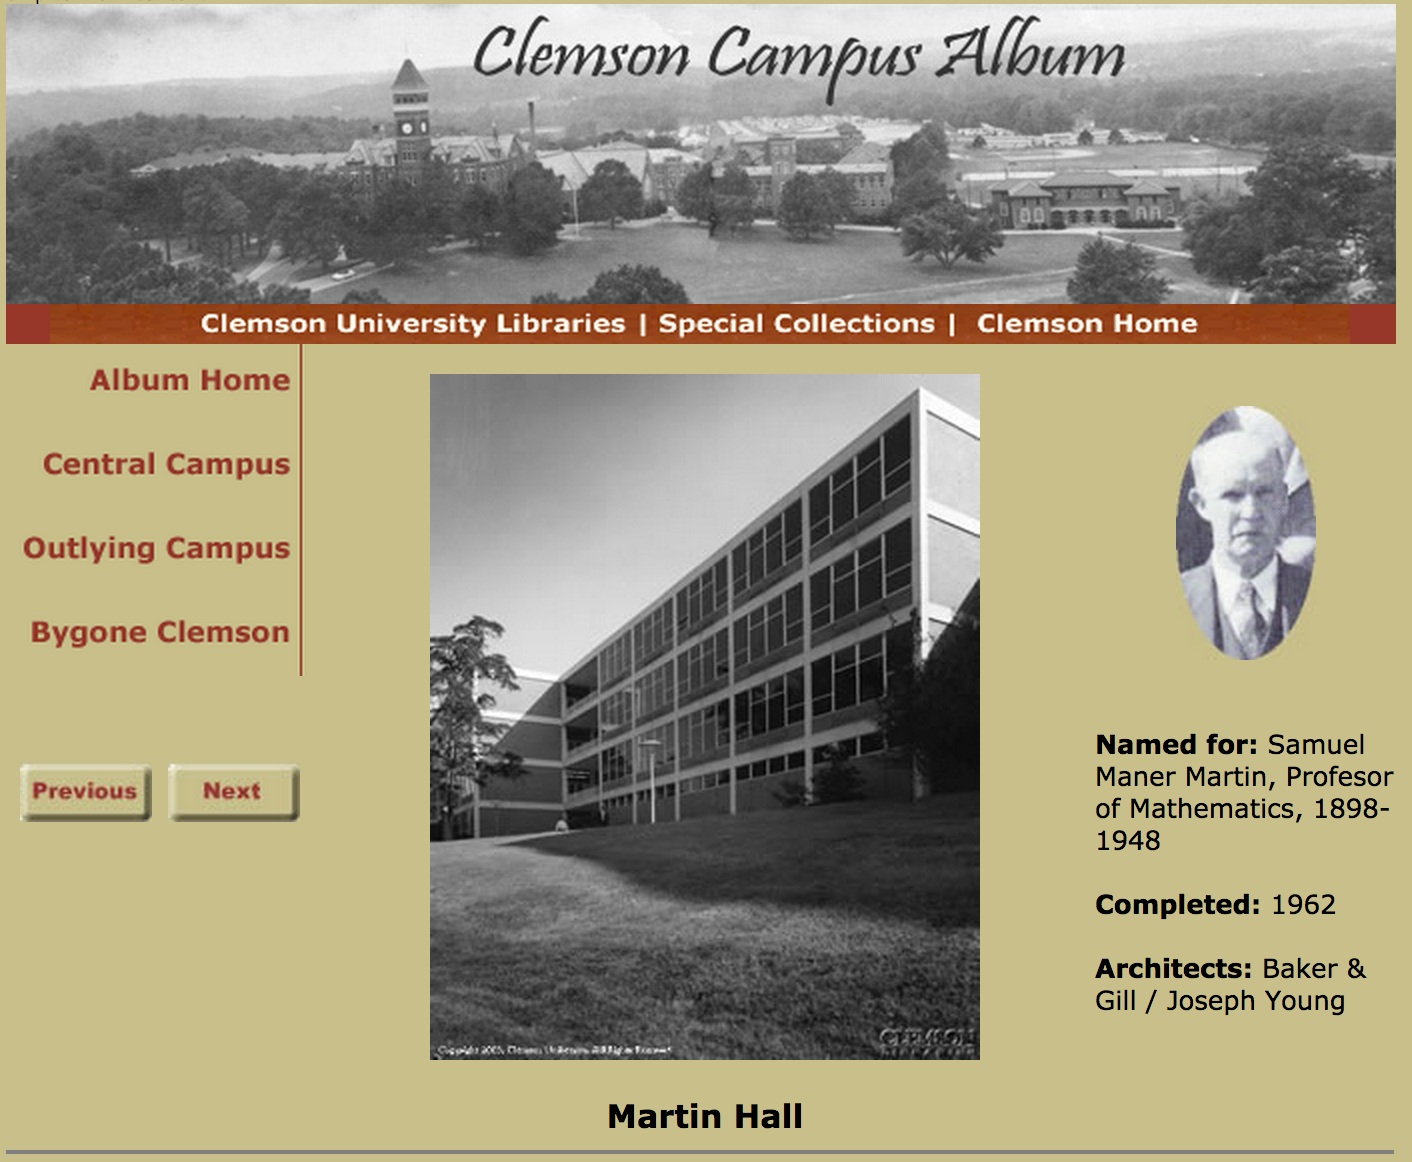 Clemson Campus Album
Clemson University Libraries | Special Collections | Clemson Home
Album Home
Central Campus
Outlying Campus
Bygone Clemson
Previous
Next
Copyright 2005, Clemson University, All Rights Reserved
CLEMSON
Named for: Samuel
Maner Martin, Profesor
of Mathematics, 1898-
1948
Completed: 1962
Architects: Baker &
Gill / Joseph Young
Martin Hall